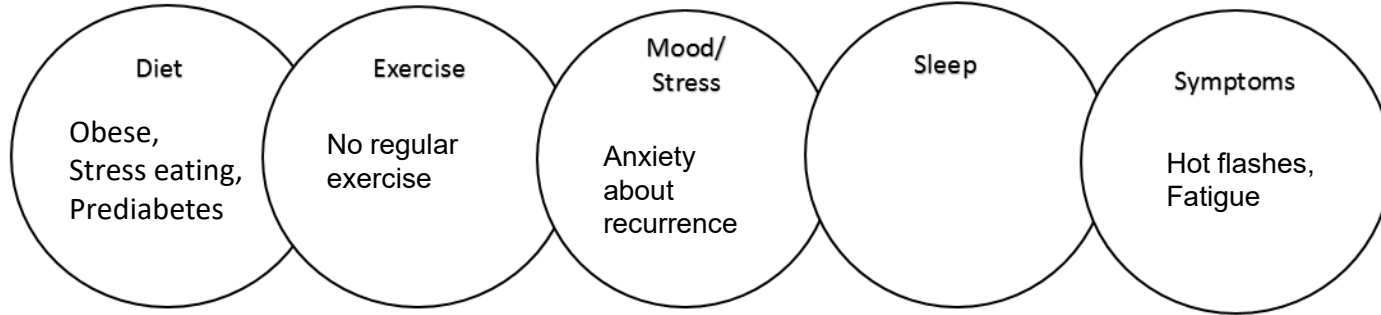 Diet
Obese,
Stress eating,
Prediabetes
Exercise
No regular
exercise
Mood/
Stress
Anxiety
about
recurrence
Sleep
Symptoms
Hot flashes,
Fatigue